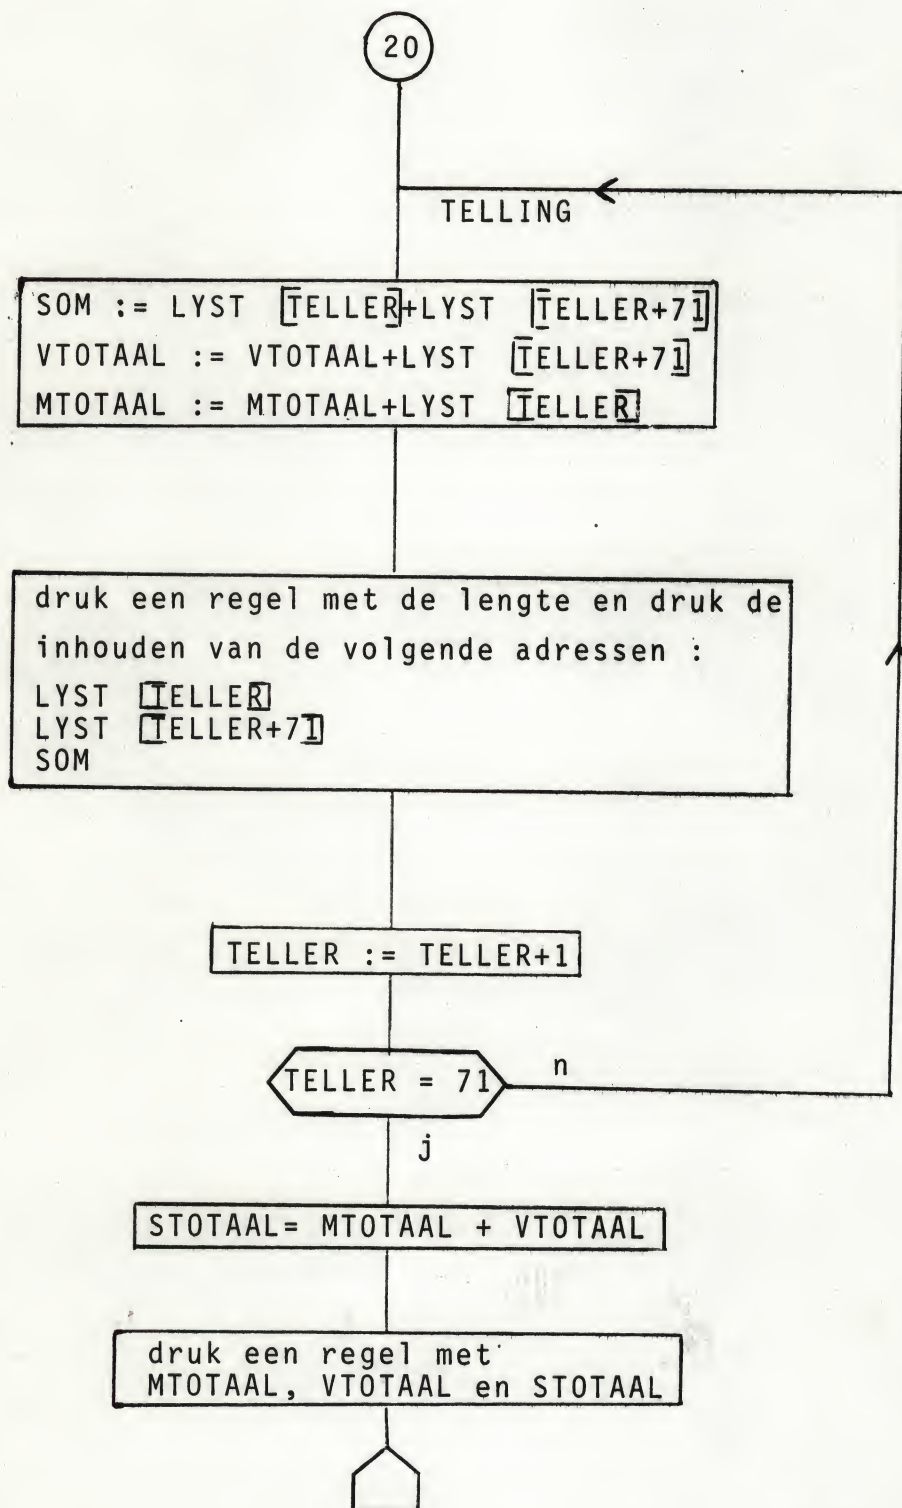 20
TELLING
SOM := LYST [TELLER]+LYST [TELLER+71]
VTOTAAL := VTOTAAL+LYST [TELLER+71]
MTOTAAL := MTOTAAL+LYST [TELLER]
druk een regel met de lengte en druk de
inhouden van de volgende adressen :
LYST [TELLER]
LYST [TELLER+71]
SOM
TELLER := TELLER+1
TELLER = 71
n
j
STOTAAL= MTOTAAL + VTOTAAL
druk een regel met
MTOTAAL, VTOTAAL en STOTAAL